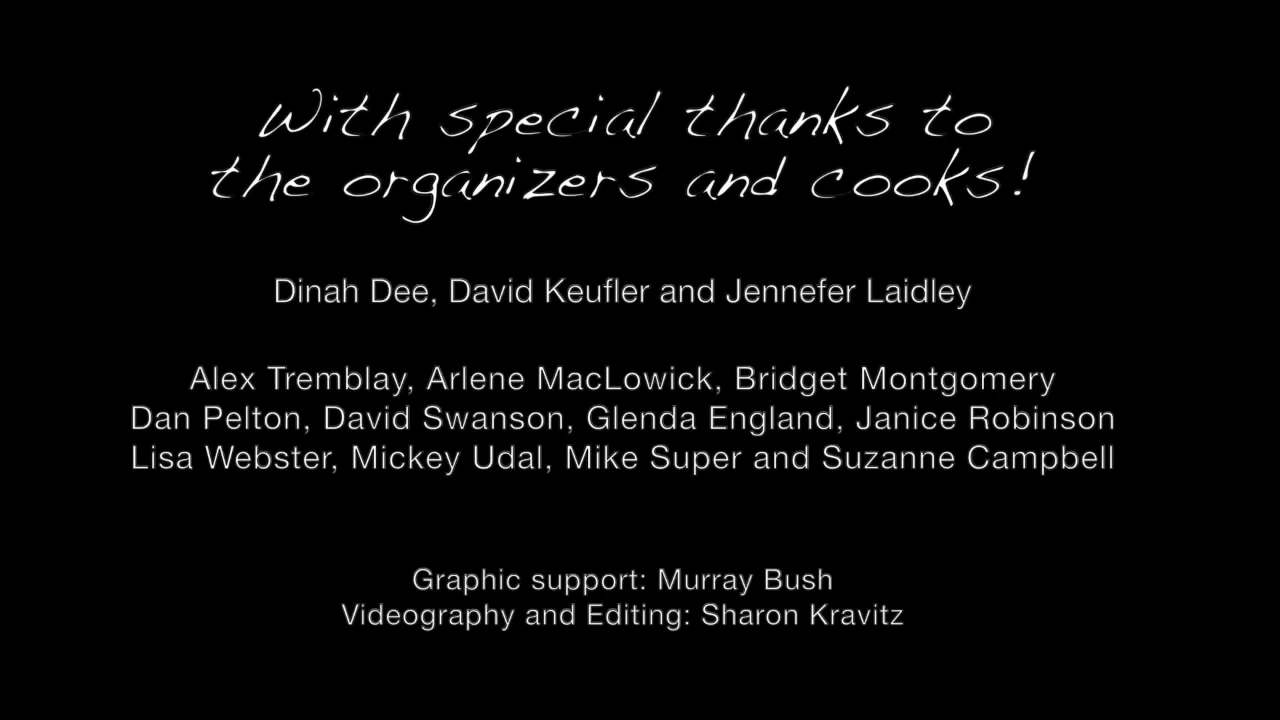 With special thanks to
the organizers and cooks!
Dinah Dee, David Keufler and Jennefer Laidley
Alex Tremblay, Arlene MacLowick, Bridget Montgomery
Dan Pelton, David Swanson, Glenda England, Janice Robinson
Lisa Webster, Mickey Udal, Mike Super and Suzanne Campbell
Graphic support: Murray Bush
Videography and Editing: Sharon Kravitz